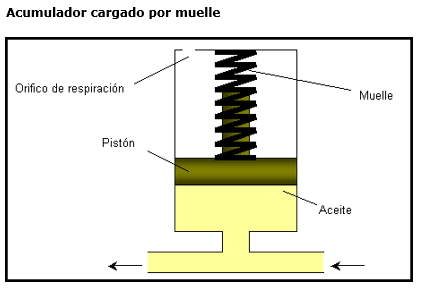 Acumulador cargado por muelle
Orifico de respiración
Muelle
Pistón
Aceite